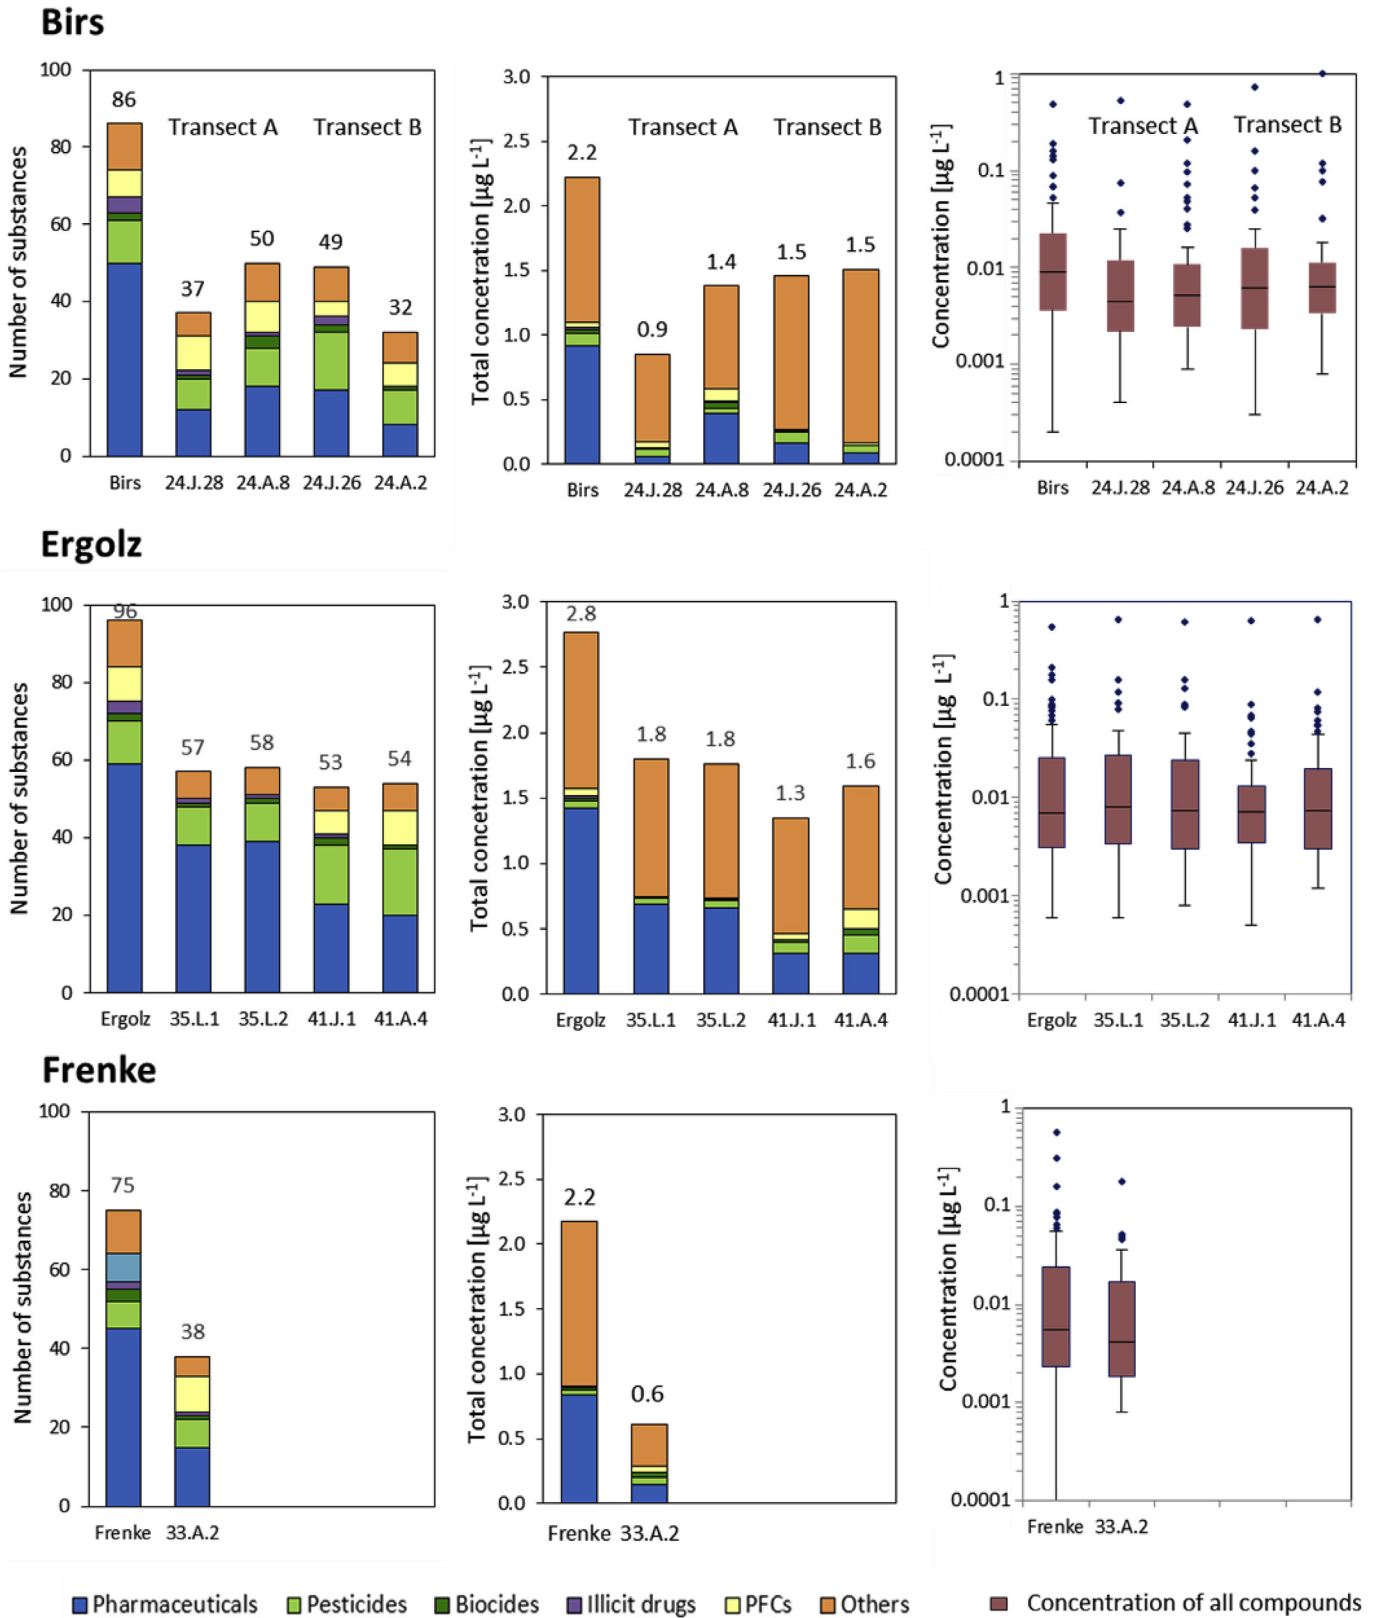 Birs
Number of substances
100
80
60
40
20
0
86
Transect A
Transect B
37
50
49
32
Birs 24.J.28 24.A.8 24.J.26 24.A.2
Total concetration [µg L-1]
3.0
2.5
2.0
1.5
1.0
0.5
0.0
2.2
Transect A
Transect B
0.9
1.4
1.5
1.5
Birs 24.J.28 24.A.8 24.J.26 24.A.2
Concentration [µg L-1]
1
0.1
0.01
0.001
0.0001
Transect A
Transect B
Birs 24.J.28 24.A.8 24.J.26 24.A.2
Ergolz
Number of substances
100
80
60
40
20
0
96
57
58
53
54
Ergolz 35.L.1 35.L.2 41.J.1 41.A.4
Total concetration [µg L-1]
3.0
2.5
2.0
1.5
1.0
0.5
0.0
2.8
1.8
1.8
1.3
1.6
Ergolz 35.L.1 35.L.2 41.J.1 41.A.4
Concentration [µg L-1]
1
0.1
0.01
0.001
0.0001
Ergolz 35.L.1 35.L.2 41.J.1 41.A.4
Frenke
Number of substances
100
80
60
40
20
0
75
38
Frenke 33.A.2
Total concetration [µg L-1]
3.0
2.5
2.0
1.5
1.0
0.5
0.0
2.2
0.6
Frenke 33.A.2
Concentration [µg L-1]
1
0.1
0.01
0.001
0.0001
Frenke 33.A.2
Pharmaceuticals Pesticides Biocides Illicit drugs PFCs Others Concentration of all compounds